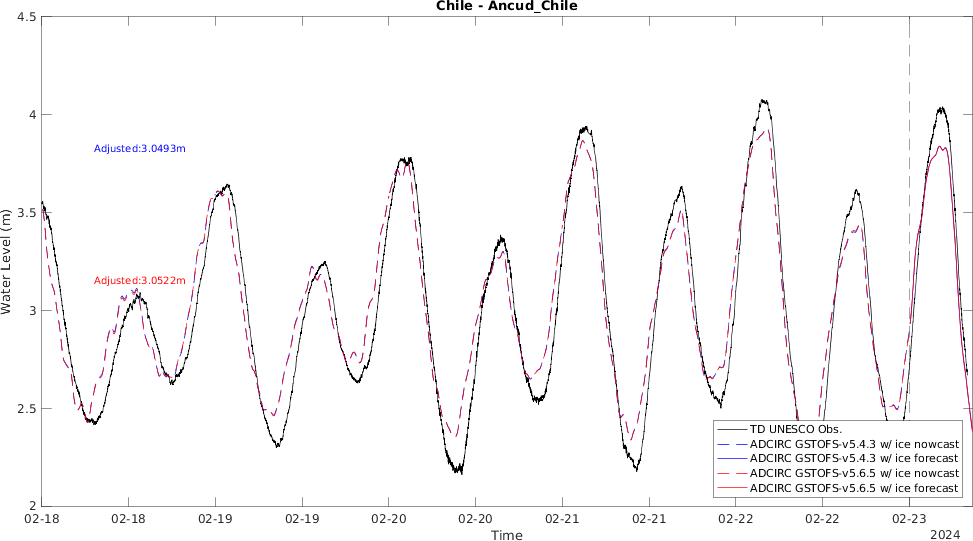 Chile - Ancud_Chile
4.5
4
3.5
3
2.5
2
Water Level (m)
Adjusted:3.0493m
Adjusted:3.0522m
TD UNESCO Obs.
ADCIRC GSTOFS-v5.4.3 w/ ice nowcast
ADCIRC GSTOFS-v5.4.3 w/ ice forecast
ADCIRC GSTOFS-v5.6.5 w/ ice nowcast
ADCIRC GSTOFS-v5.6.5 w/ ice forecast
02-18 02-18 02-19 02-19 02-20 02-20 02-21 02-21 02-22 02-22 02-23
Time
2024